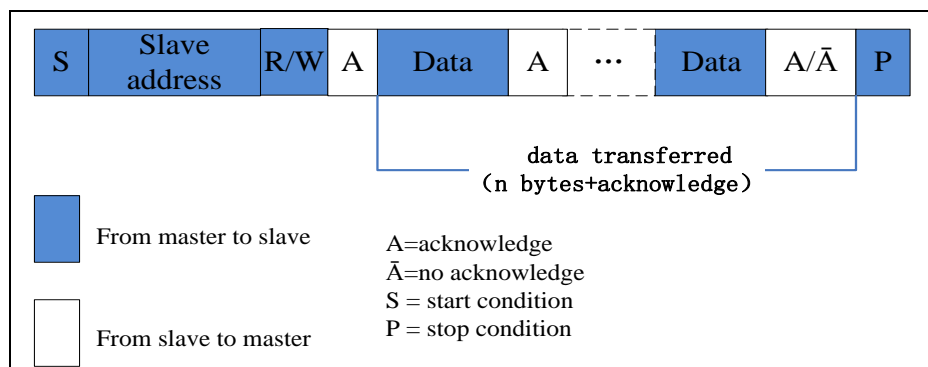 S Slave address R/W A Data A ... Data A/Ā P
data transferred
(n bytes+acknowledge)
From master to slave
From slave to master
A=acknowledge
Ā=no acknowledge
S = start condition
P = stop condition